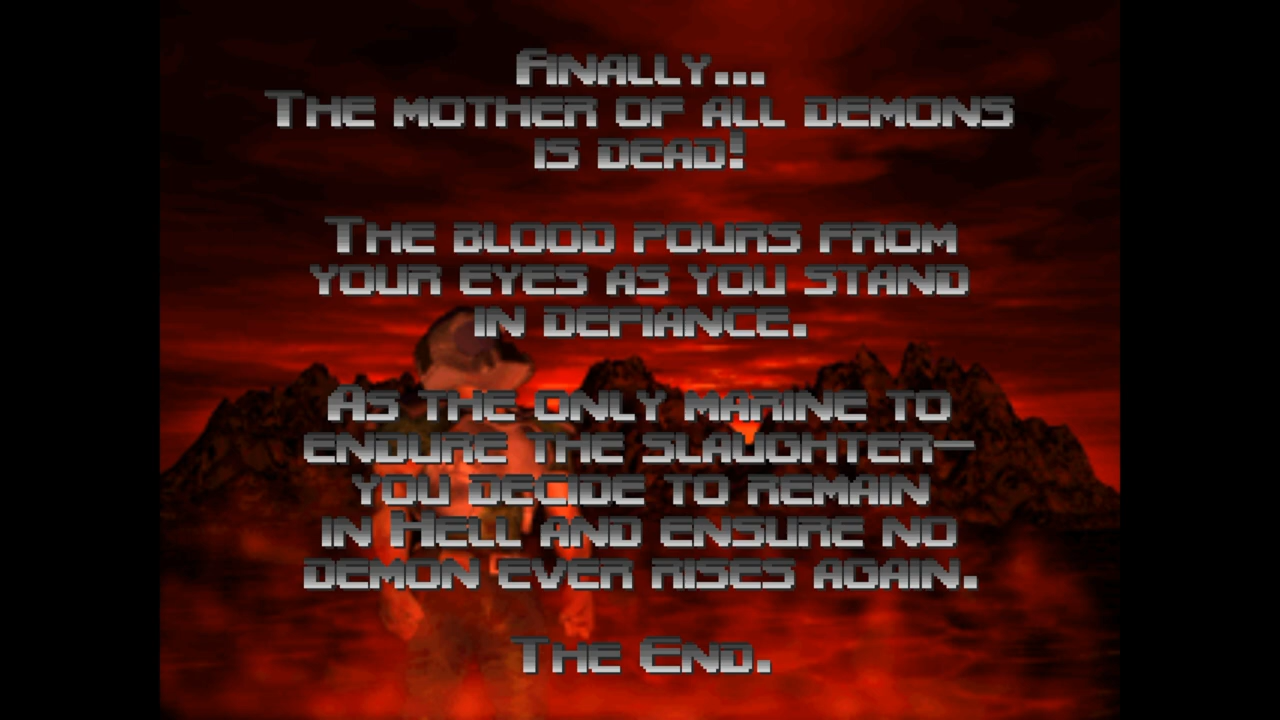 Finally...
The mother of all demons
is dead!
The blood pours from
your eyes as you stand
in defiance.
As the only marine to
endure the slaughter—
you decide to remain
in Hell and ensure no
demon ever rises again.
The End.